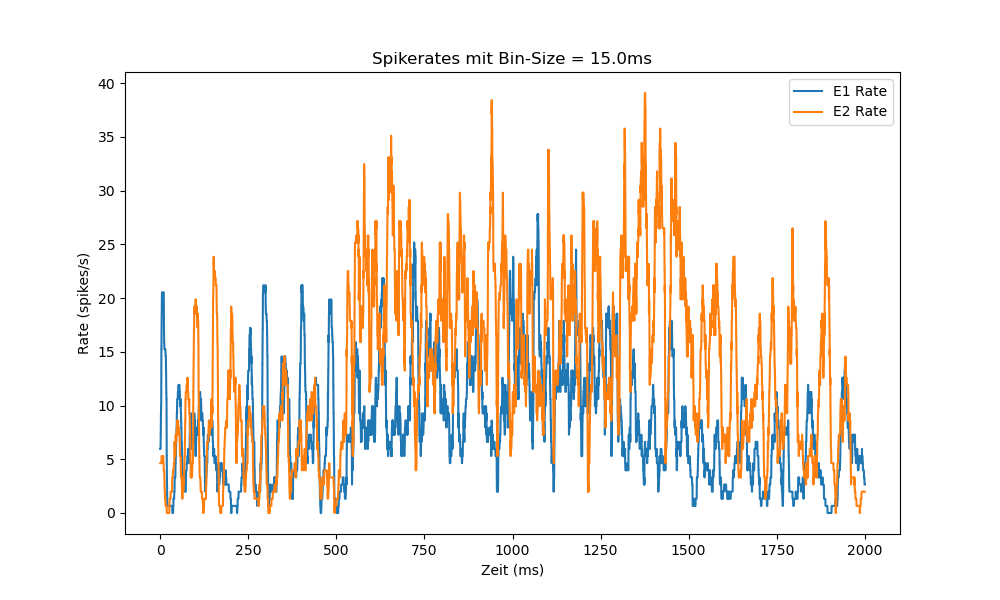 Spikerates mit Bin-Size = 15.0ms
E1 Rate
E2 Rate
Rate (spikes/s)
40
35
30
25
20
15
10
5
0
0 250 500 750 1000 1250 1500 1750 2000
Zeit (ms)